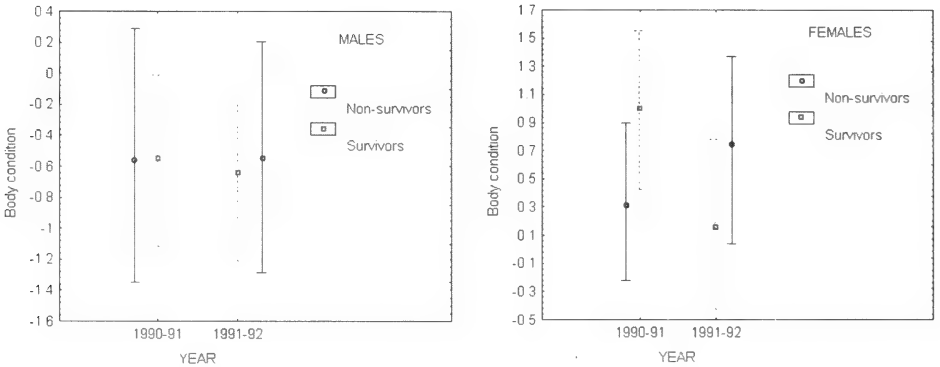 0 4
0 2
0
-0 2
-0 4
-0 6
-0 8
-1
-1 2
-1 4
-1 6
Body condition
MALES
Non-survivors
Survivors
1990-91 1991-92
YEAR
1 7
1 5
1 3
1 1
0 9
0 7
0 5
0 3
0 1
-0 1
-0 3
-0 5
Body condition
FEMALES
Non-survivors
Survivors
1990-91 1991-92
YEAR